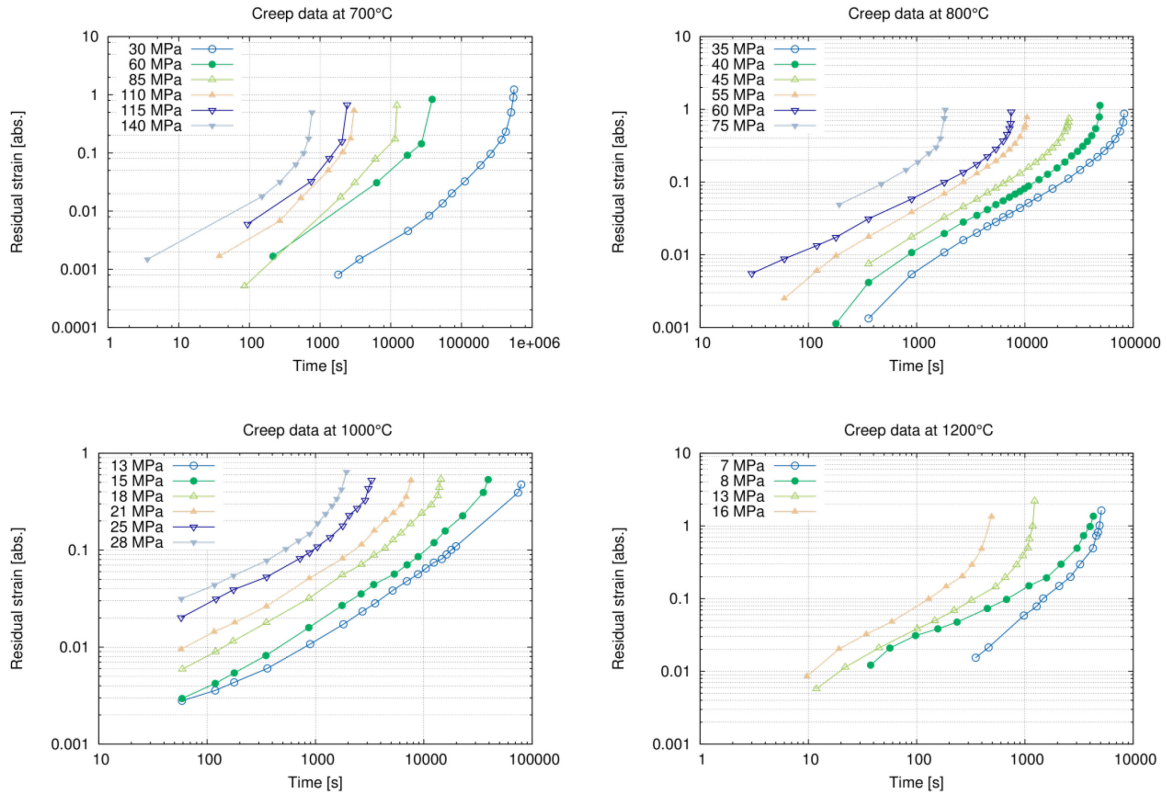 Creep data at 700°C
Residual strain [abs.]
10
1
0.1
0.01
0.001
0.0001
30 MPa
60 MPa
85 MPa
110 MPa
115 MPa
140 MPa
1 10 100 1000 10000 100000 1e+006
Time [s]
Creep data at 800°C
Residual strain [abs.]
10
1
0.1
0.01
0.001
35 MPa
40 MPa
45 MPa
55 MPa
60 MPa
75 MPa
10 100 1000 10000 100000
Time [s]
Creep data at 1000°C
Residual strain [abs.]
1
0.1
0.01
0.001
13 MPa
15 MPa
18 MPa
21 MPa
25 MPa
28 MPa
10 100 1000 10000 100000
Time [s]
Creep data at 1200°C
Residual strain [abs.]
10
1
0.1
0.01
0.001
7 MPa
8 MPa
13 MPa
16 MPa
1 10 100 1000 10000
Time [s]